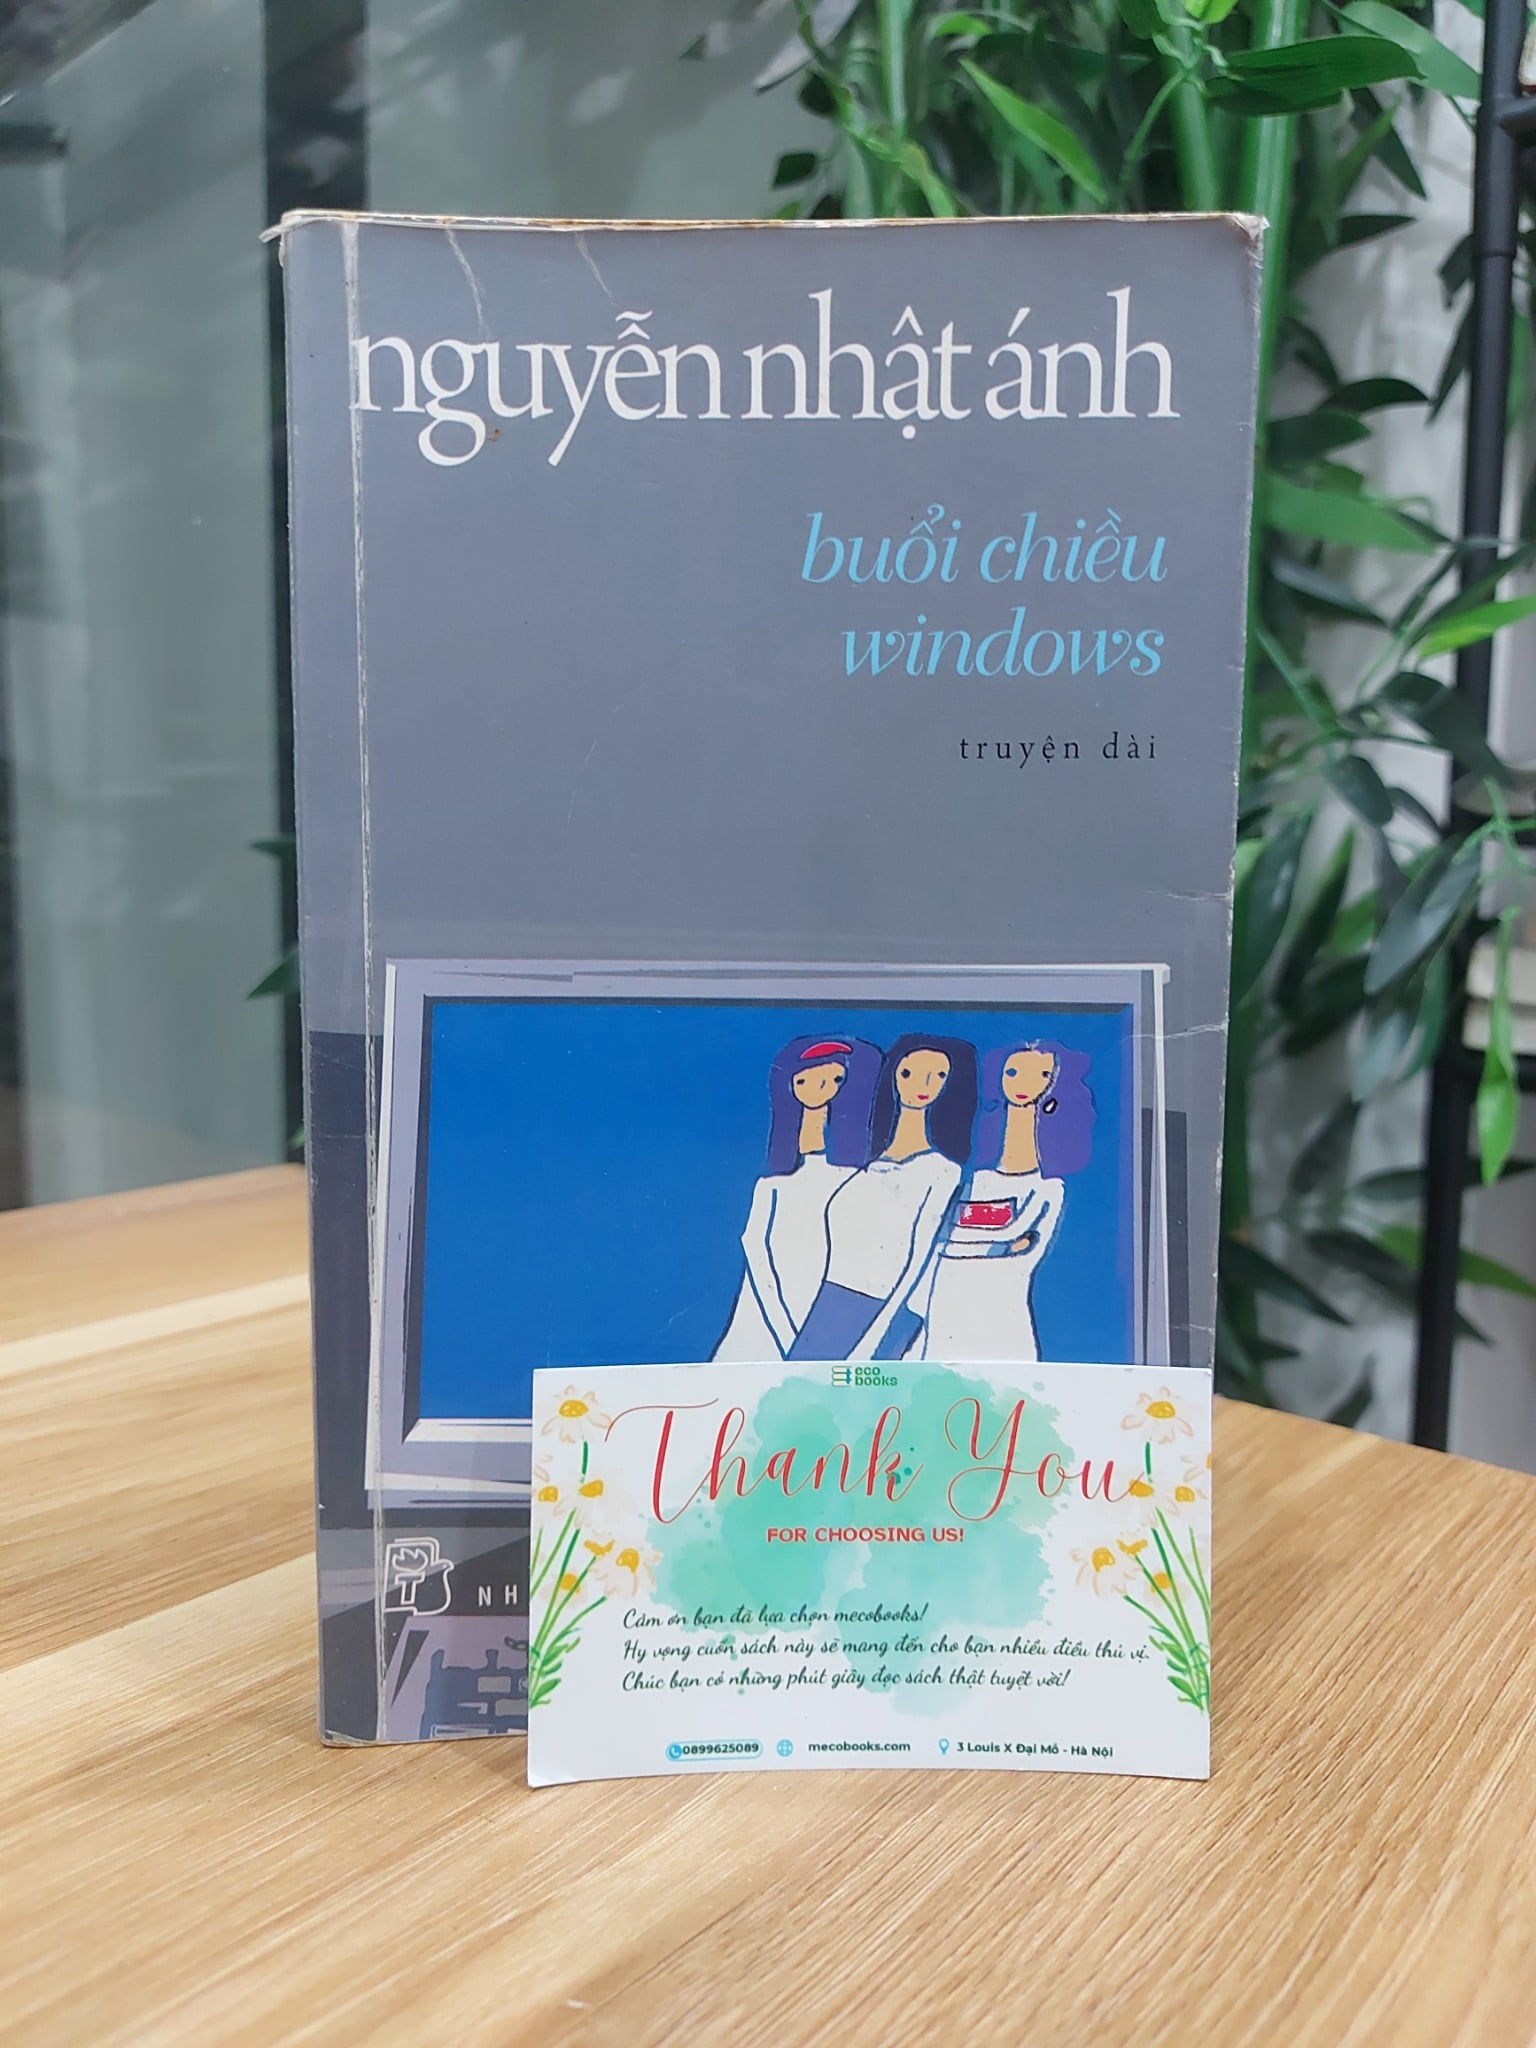 nguyễn nhật ánh
buổi chiều
windows
truyện dài
T
NH
eco
books
Thank You
FOR CHOOSING US!
Cảm ơn bạn đã lựa chọn mecobooks!
Hy vọng cuốn sách này sẽ mang đến cho bạn nhiều điều thú vị.
Chúc bạn có những phút giây đọc sách thật tuyệt vời!
0899625089 mecobooks.com 3 Louis X Đại Mỗ - Hà Nội